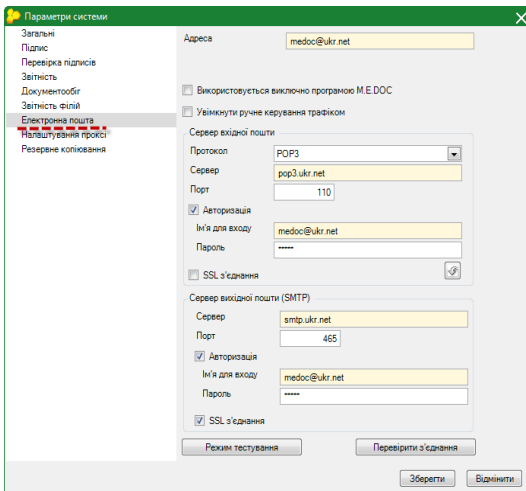 Параметри системи
Загальні
Підпис
Перевірка підписів
Звітність
Документообіг
Звітність філій
Електронна пошта
Налаштування проксі
Резервне копіювання
Адреса medoc@ukr.net
Використовується виключно програмою M.E.DOC
Увімкнути ручне керування трафіком
Сервер вхідної пошти
Протокол POP3
Сервер pop3.ukr.net
Порт 110
Авторизація
Ім'я для входу medoc@ukr.net
Пароль *****
SSL з'єднання
Сервер вихідної пошти (SMTP)
Сервер smtp.ukr.net
Порт 465
Авторизація
Ім'я для входу medoc@ukr.net
Пароль *****
SSL з'єднання
Режим тестування Перевірити з'єднання
Зберегти Відмінити